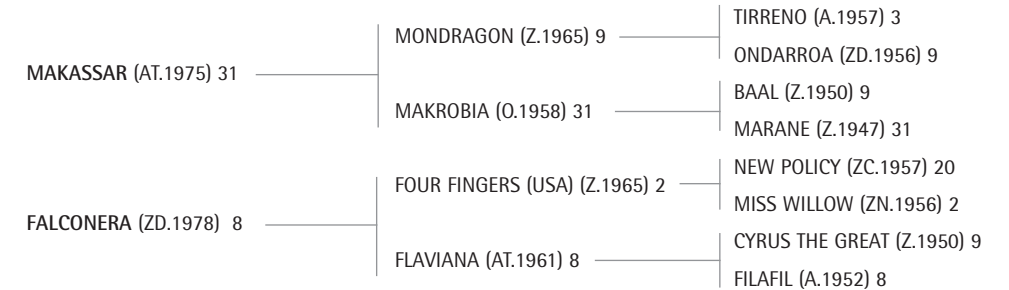 MAKASSAR (AT.1975) 31
MONDRAGON (Z.1965) 9
TIRRENO (A.1957) 3
ONDARROA (ZD.1956) 9
MAKROBIA (O.1958) 31
BAAL (Z.1950) 9
MARANE (Z.1947) 31
FALCONERA (ZD.1978) 8
FOUR FINGERS (USA) (Z.1965) 2
NEW POLICY (ZC.1957) 20
MISS WILLOW (ZN.1956) 2
FLAVIANA (AT.1961) 8
CYRUS THE GREAT (Z.1950) 9
FILAFIL (A.1952) 8